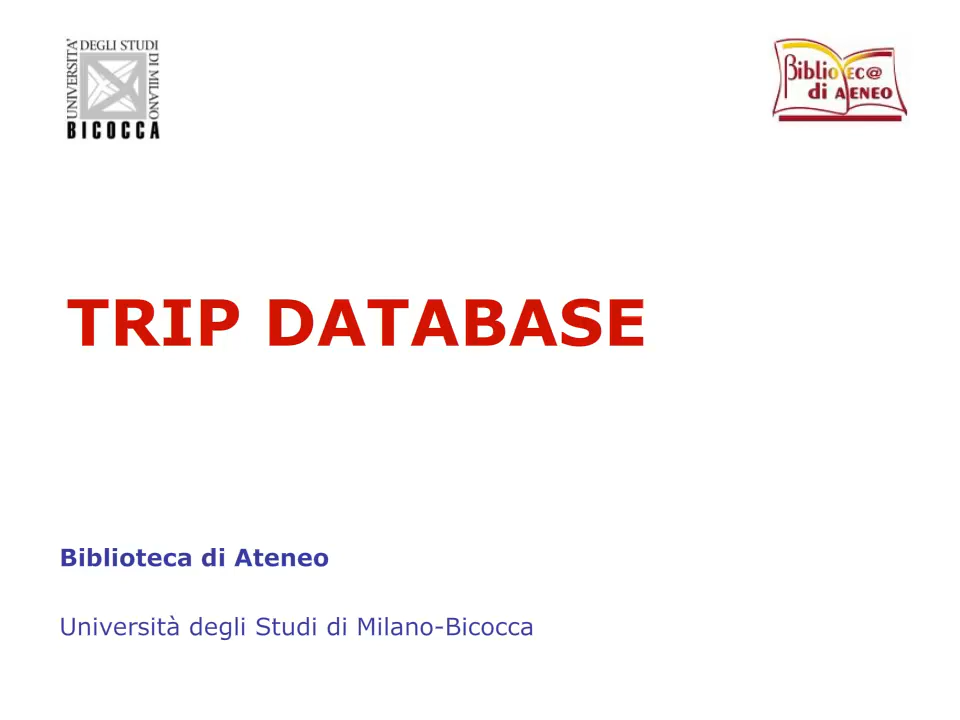 UNIVERSITA' DEGLI STUDI DI MILANO
BICOCCA
Bibliotec@
di ATENEO
TRIP DATABASE
Biblioteca di Ateneo
Università degli Studi di Milano-Bicocca